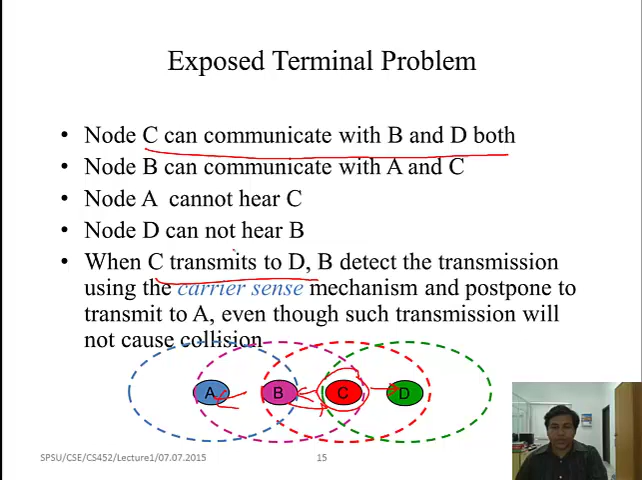 Exposed Terminal Problem
• Node C can communicate with B and D both
• Node B can communicate with A and C
• Node A cannot hear C
• Node D can not hear B
• When C transmits to D, B detect the transmission
using the carrier sense mechanism and postpone to
transmit to A, even though such transmission will
not cause collision
A B C D
SPSU/CSE/CS452/Lecture1/07.07.2015 15